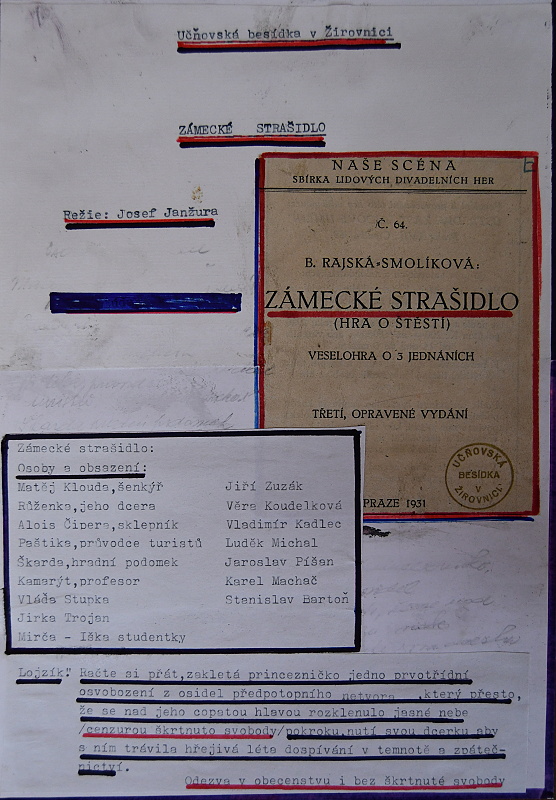 Učňovská besídka v Žirovnici
ZÁMECKÉ STRAŠIDLO
Režie: Josef Janžura
NAŠE SCÉNA
SBÍRKA LIDOVÝCH DIVADELNÍCH HER
Č. 64.
B. RAJSKÁ-SMOLÍKOVÁ:
ZÁMECKÉ STRAŠIDLO
(HRA O ŠTĚSTÍ)
VESELOHRA O 3 JEDNÁNÍCH
TŘETÍ, OPRAVENÉ VYDÁNÍ
PRAZE 1931
UČŇOVSKÁ
BESÍDKA
V
ŽIROVNICI
Zámecké strašidlo:
Osoby a obsazení:
Matěj Klouda,šenkýř Jiří Zuzák
Růženka,jeho dcera Věra Koudelková
Alois Čipera,sklepník Vladimír Kadlec
Paštika,průvodce turistů Luděk Michal
Škarda,hradní podomek Jaroslav Píšan
Kamarýt,profesor Karel Machač
Vláďa Stupka Stanislav Bartoň
Jirka Trojan
Mirča - Iška studentky
Lojzík:" Račte si přát,zakletá princezničko jedno prvotřídní
osvobození z osidel předpotopního netvora ,který přesto,
že se nad jeho copatou hlavou rozklenulo jasné nebe
/cenzurou škrtnuto svobody/pokroku,nutí svou dcerku aby
s ním trávila hřejivá léta dospívání v temnotě a zpáteč-
nictví.
Odezva v obecenstvu i bez škrtnuté svobody